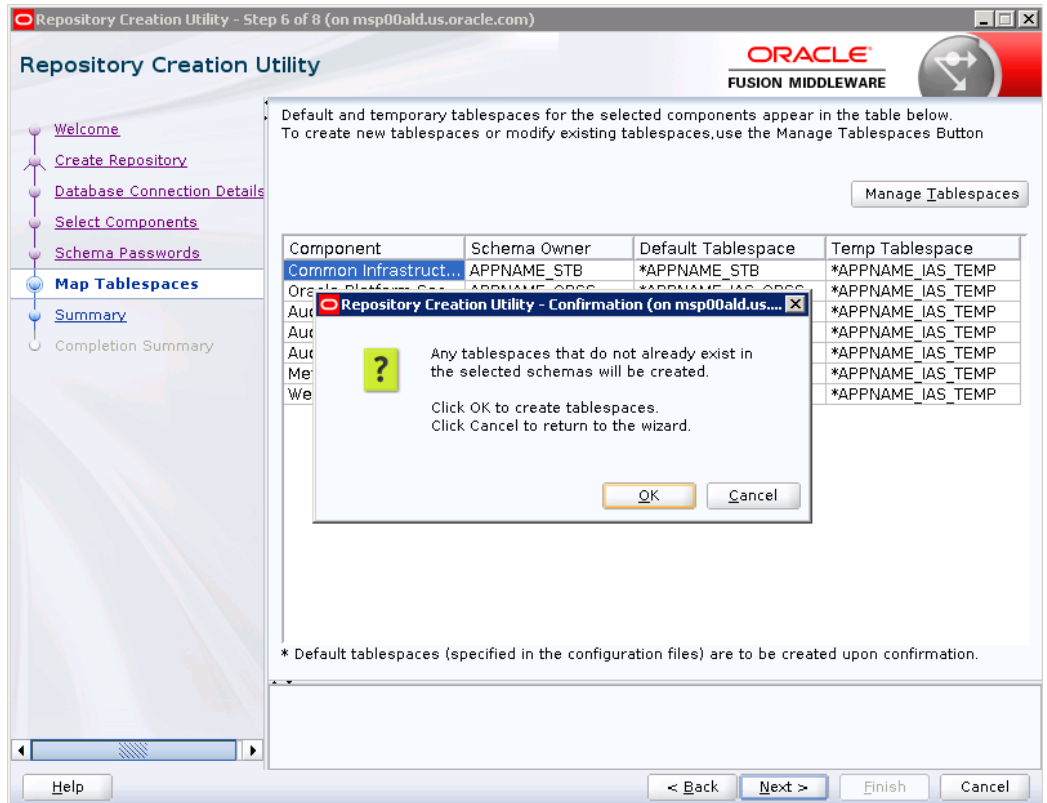 Repository Creation Utility - Step 6 of 8 (on msp00ald.us.oracle.com)
Repository Creation Utility
ORACLE
FUSION MIDDLEWARE
Welcome
Create Repository
Database Connection Details
Select Components
Schema Passwords
Map Tablespaces
Summary
Completion Summary
Default and temporary tablespaces for the selected components appear in the table below.
To create new tablespaces or modify existing tablespaces,use the Manage Tablespaces Button
Manage Tablespaces
Component Schema Owner Default Tablespace Temp Tablespace
Common Infrastruct... APPNAME_STB *APPNAME_STB *APPNAME_IAS_TEMP
*APPNAME_IAS_TEMP
Aud *APPNAME_IAS_TEMP
Aud *APPNAME_IAS_TEMP
Aud *APPNAME_IAS_TEMP
Met *APPNAME_IAS_TEMP
We *APPNAME_IAS_TEMP
Repository Creation Utility - Confirmation (on msp00ald.us....
?
Any tablespaces that do not already exist in
the selected schemas will be created.
Click OK to create tablespaces.
Click Cancel to return to the wizard.
OK Cancel
* Default tablespaces (specified in the configuration files) are to be created upon confirmation.
Help < Back Next > Finish Cancel